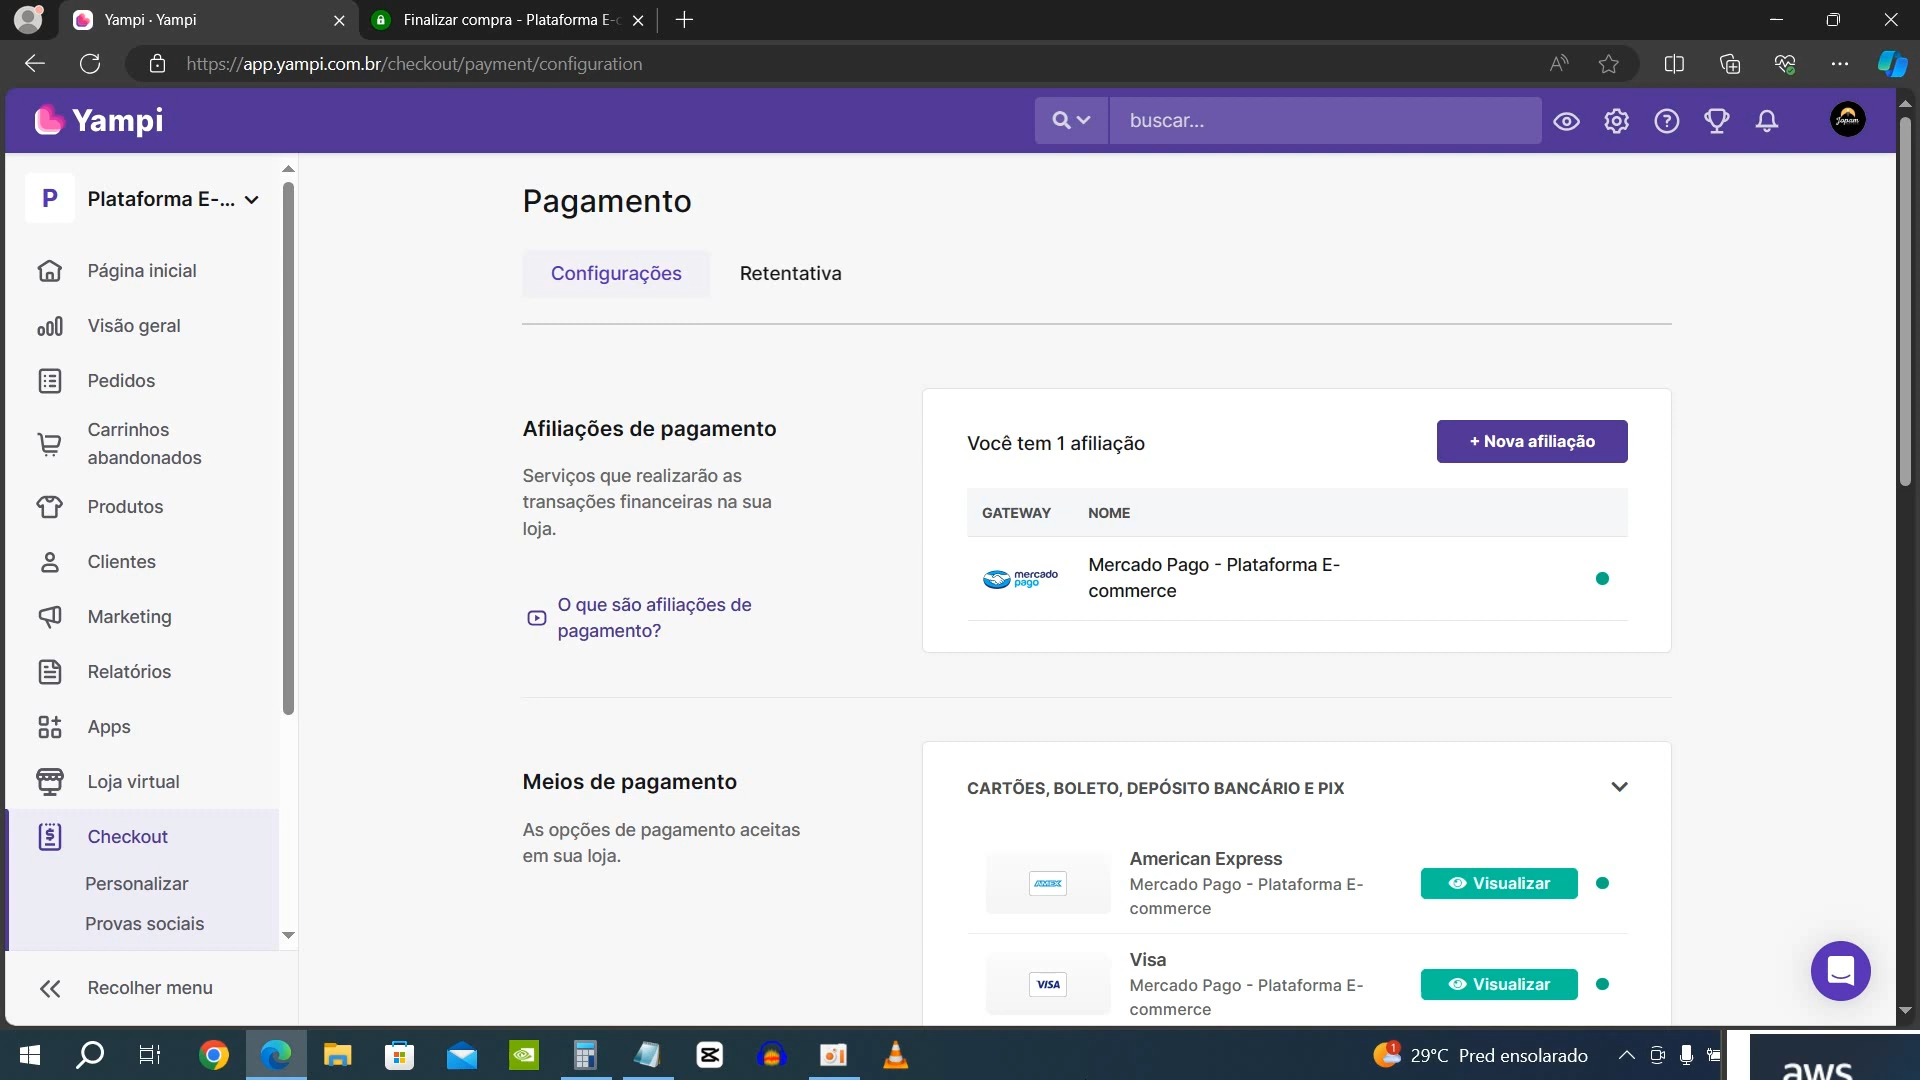 Yampi · Yampi
Finalizar compra - Plataforma E-c
https://app.yampi.com.br/checkout/payment/configuration
Yampi
buscar...
Japam
P
Plataforma E-...
Página inicial
Visão geral
Pedidos
Carrinhos
abandonados
Produtos
Clientes
Marketing
Relatórios
Apps
Loja virtual
Checkout
Personalizar
Provas sociais
Recolher menu
Pagamento
Configurações
Retentativa
Afiliações de pagamento
Serviços que realizarão as
transações financeiras na sua
loja.
O que são afiliações de
pagamento?
Você tem 1 afiliação
+ Nova afiliação
GATEWAY
NOME
mercado
pago
Mercado Pago - Plataforma E-
commerce
Meios de pagamento
As opções de pagamento aceitas
em sua loja.
CARTÕES, BOLETO, DEPÓSITO BANCÁRIO E PIX
AMEX
American Express
Mercado Pago - Plataforma E-
commerce
Visualizar
VISA
Visa
Mercado Pago - Plataforma E-
commerce
Visualizar
1
29°C Pred ensolarado
aws